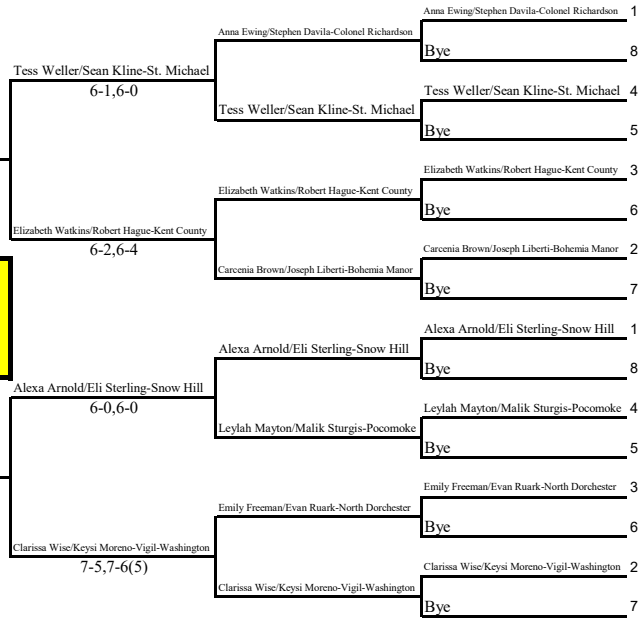 Anna Ewing/Stephen Davila-Colonel Richardson 1
Anna Ewing/Stephen Davila-Colonel Richardson
Bye 8
Tess Weller/Sean Kline-St. Michael
6-1,6-0
Tess Weller/Sean Kline-St. Michael 4
Tess Weller/Sean Kline-St. Michael
Bye 5
Elizabeth Watkins/Robert Hague-Kent County 3
Elizabeth Watkins/Robert Hague-Kent County
Bye 6
Elizabeth Watkins/Robert Hague-Kent County
6-2,6-4
Carcenia Brown/Joseph Liberti-Bohemia Manor 2
Carcenia Brown/Joseph Liberti-Bohemia Manor
Bye 7
Alexa Arnold/Eli Sterling-Snow Hill 1
Alexa Arnold/Eli Sterling-Snow Hill
Bye 8
Alexa Arnold/Eli Sterling-Snow Hill
6-0,6-0
Leylah Mayton/Malik Sturgis-Pocomoke 4
Leylah Mayton/Malik Sturgis-Pocomoke
Bye 5
Emily Freeman/Evan Ruark-North Dorchester 3
Emily Freeman/Evan Ruark-North Dorchester
Bye 6
Clarissa Wise/Keysi Moreno-Vigil-Washington
7-5,7-6(5)
Clarissa Wise/Keysi Moreno-Vigil-Washington 2
Clarissa Wise/Keysi Moreno-Vigil-Washington
Bye 7